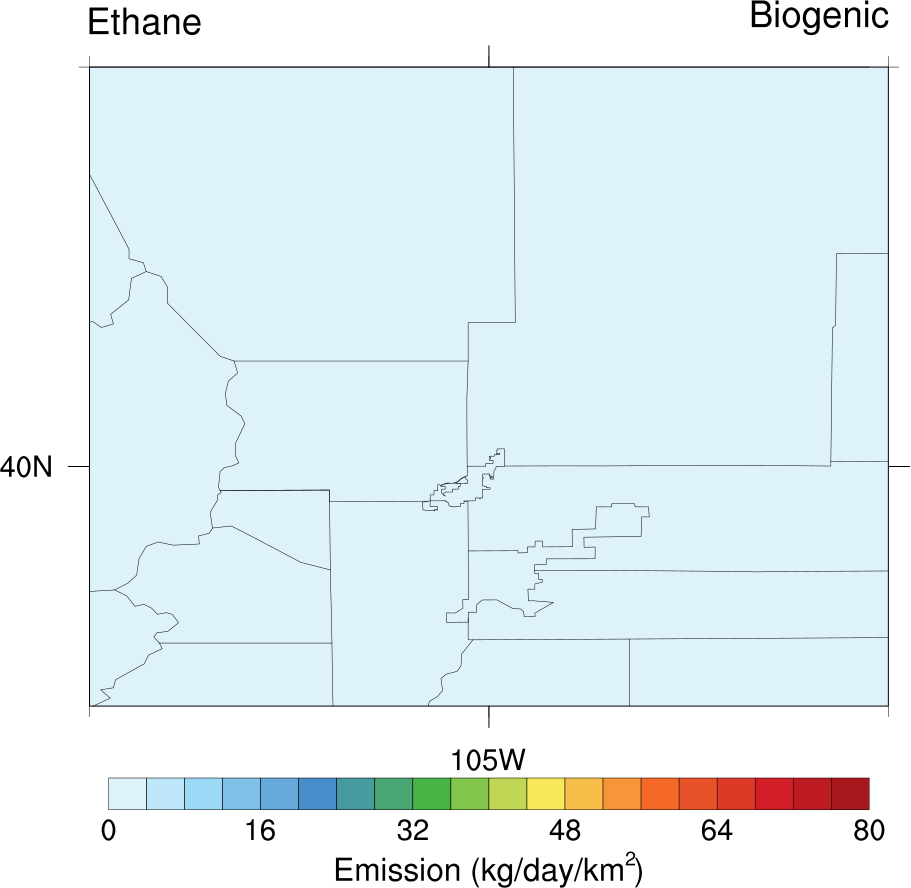 Ethane
Biogenic
40N
105W
0 16 32 48 64 80
Emission (kg/day/km²)